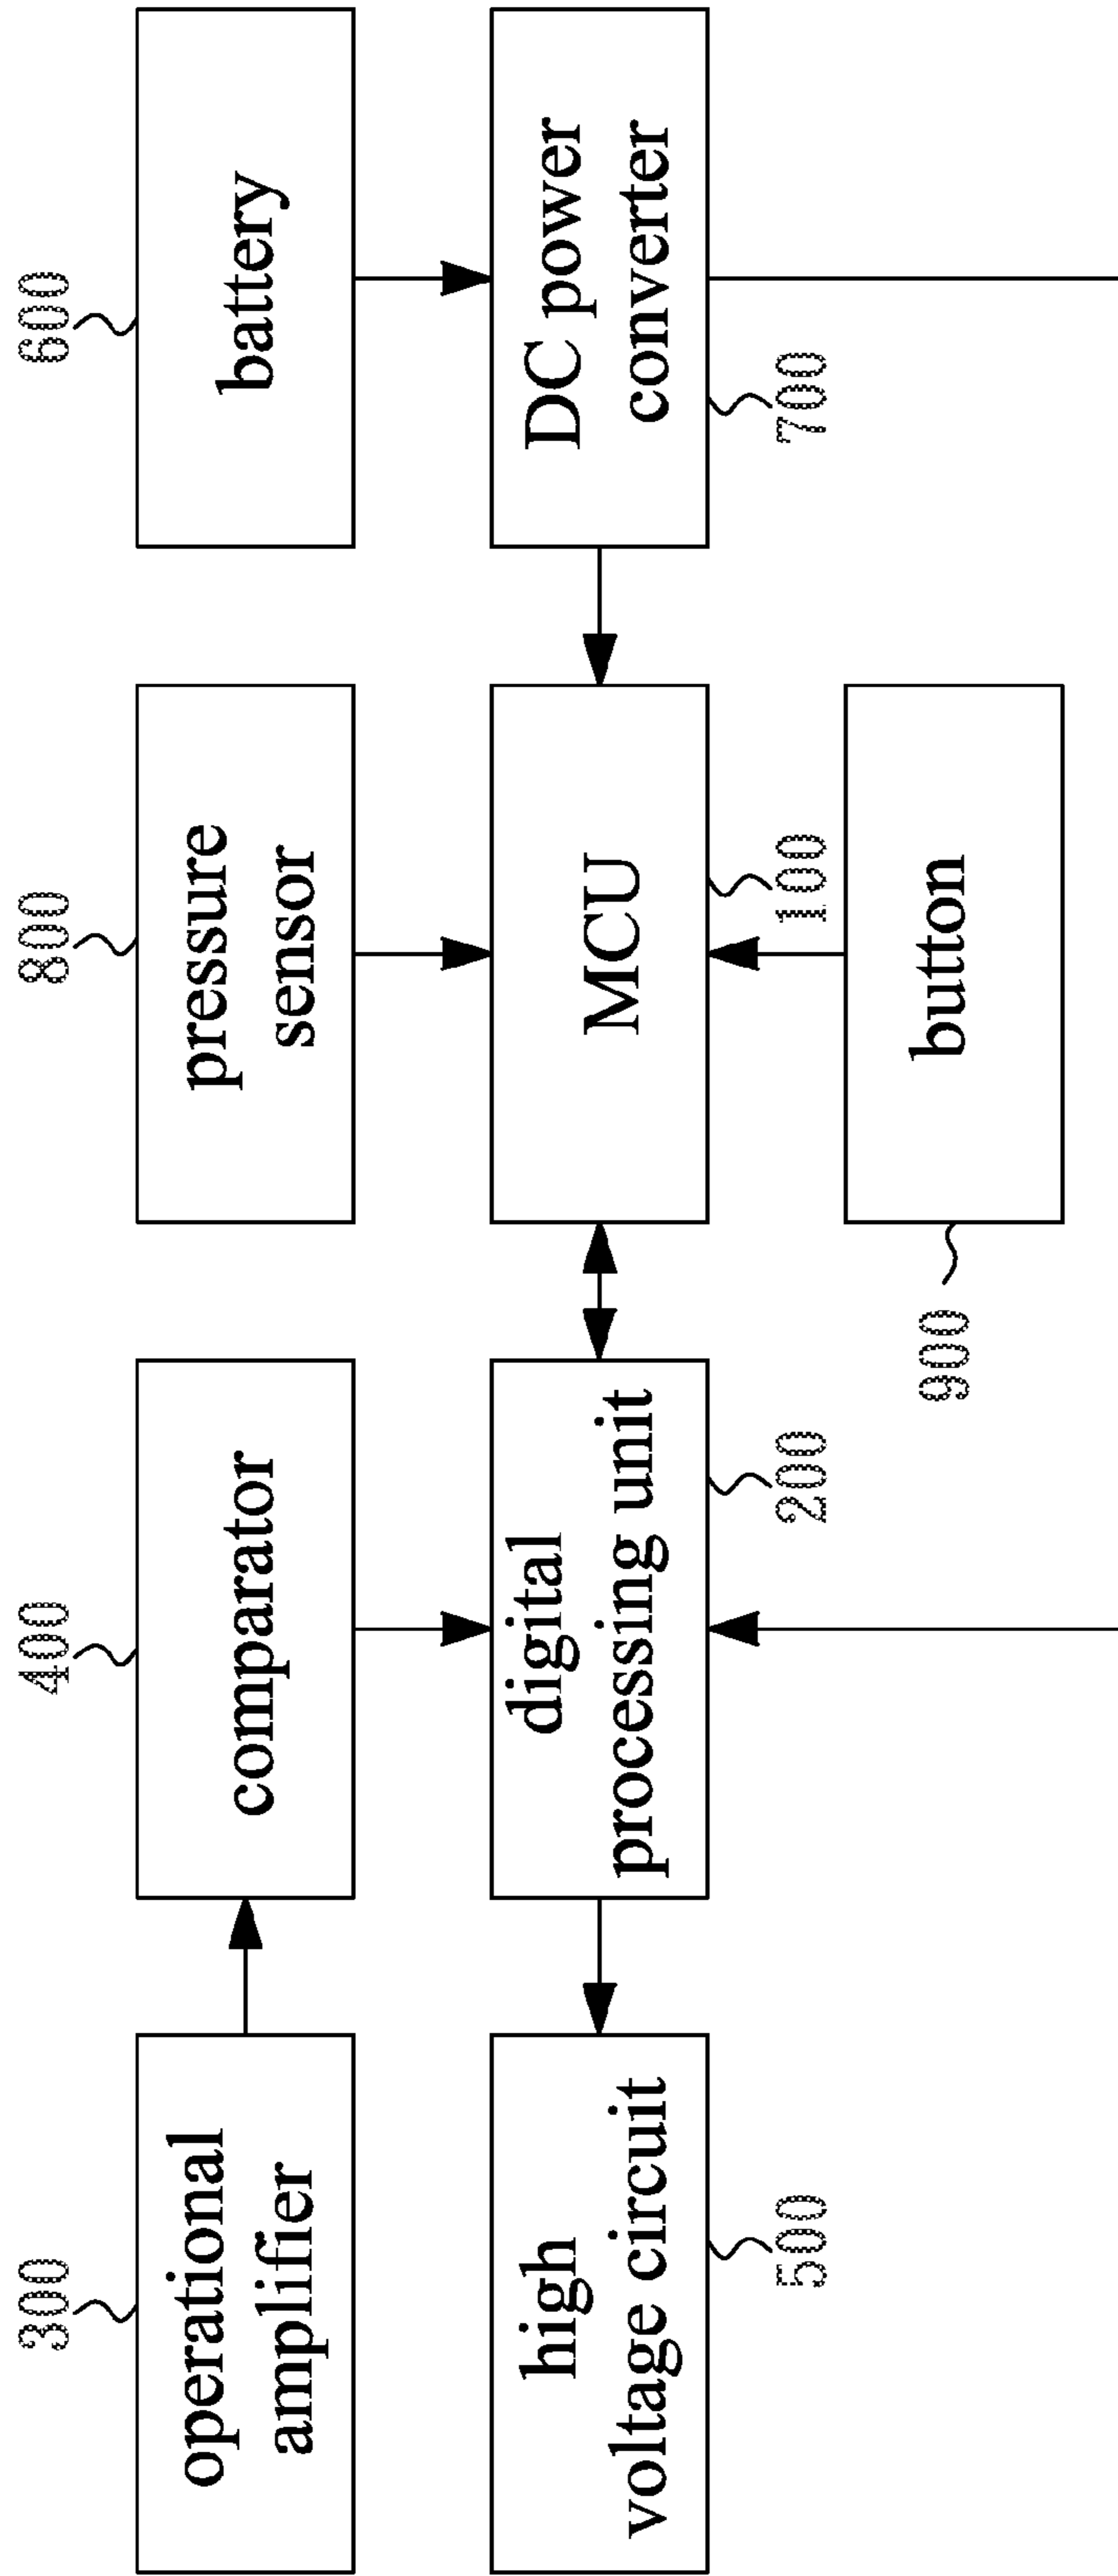 300
operational
amplifier
400
comparator
800
pressure
sensor
600
battery
high
voltage circuit
500
digital
processing unit
200
MCU
100
DC power
converter
700
900
button